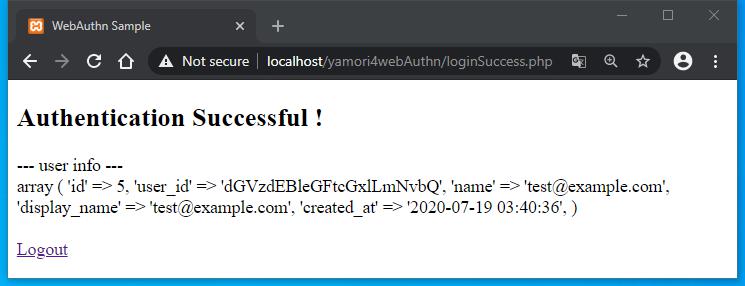 WebAuthn Sample
Not secure localhost/yamori4webAuthn/loginSuccess.php
Authentication Successful !
--- user info ---
array ( 'id' => 5, 'user_id' => 'dGVzdEBleGFtcGxlLmNvbQ', 'name' => 'test@example.com',
'display_name' => 'test@example.com', 'created_at' => '2020-07-19 03:40:36', )
Logout